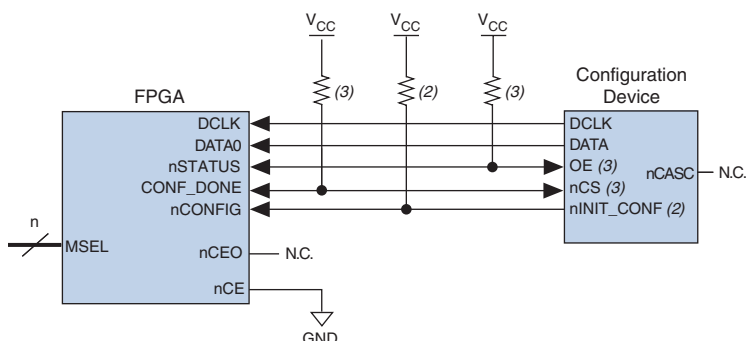 VCC VCC VCC
(3) (2) (3)
FPGA
Configuration
Device
DCLK DCLK
DATA0 DATA
nSTATUS OE (3)
nCASC N.C.
CONF_DONE nCS (3)
nCONFIG nINIT_CONF (2)
n
MSEL
nCEO N.C.
nCE
GND